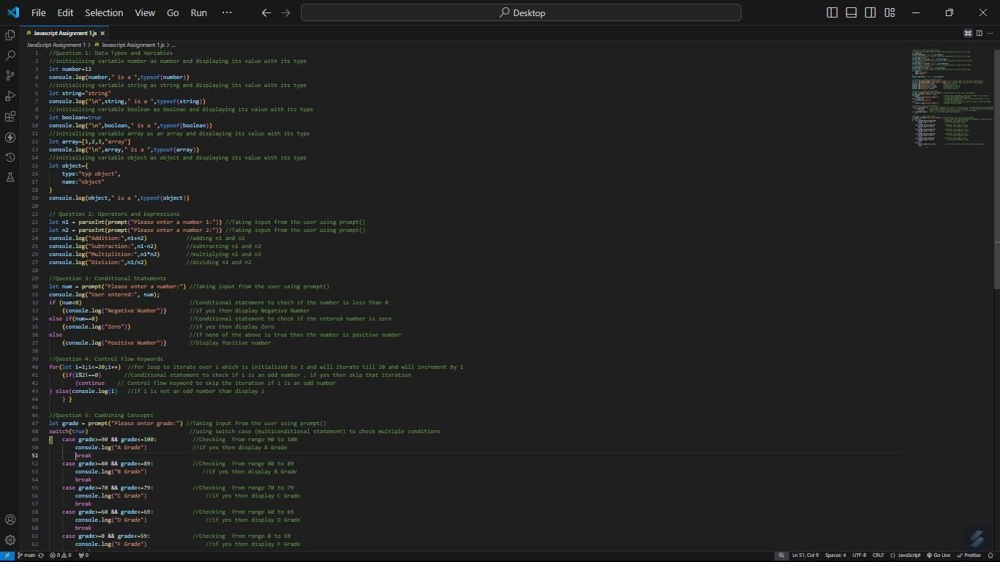 File Edit Selection View Go Run ··· Desktop
Javascript Assignment 1.js
JavaScript Assignment 1 > JS Javascript Assignment 1.js > ...
1 //Question 1: Data Types and Variables
2 //initializing variable number as number and displaying its value with its type
3 let number=12
4 console.log(number," is a ",typeof(number))
5 //initializing variable string as string and displaying its value with its type
6 let string="string"
7 console.log("\n",string," is a ",typeof(string))
8 //initializing variable boolean as boolean and displaying its value with its type
9 let boolean=true
10 console.log("\n",boolean," is a ",typeof(boolean))
11 //initializing variable array as an array and displaying its value with its type
12 let array=[1,2,3,"array"]
13 console.log("\n",array," is a ",typeof(array))
14 //initializing variable object as object and displaying its value with its type
15 let object={
16 type:"typ object",
17 name:"object"
18 }
19 console.log(object," is a ",typeof(object))
20
21 // Question 2: Operators and Expressions
22 let n1 = parseInt(prompt("Please enter a number 1:")) //Taking input from the user using prompt()
23 let n2 = parseInt(prompt("Please enter a number 2:")) //Taking input from the user using prompt()
24 console.log("Addition:",n1+n2) //adding n1 and n2
25 console.log("Subtraction:",n1-n2) //subtracting n1 and n2
26 console.log("Multiplition:",n1*n2) //multiplying n1 and n2
27 console.log("Division:",n1/n2) //dividing n1 and n2
28
29 //Question 3: Conditional Statements
30 let num = prompt("Please enter a number:") //Taking input from the user using prompt()
31 console.log("User entered:", num);
32 if (num<0) //Conditional statement to chech if the number is less than 0
33 {console.log("Negative Number")} //if yes then display Negative Number
34 else if(num==0) //Conditional statement to check if the entered number is zero
35 {console.log("Zero")} //if yes then display Zero
36 else //If none of the above is true then the number is positive number
37 {console.log("Positive Number")} //Display Positive number
38
39 //Question 4: Control Flow Keywords
40 for(let i=1;i<=20;i++) //for loop to iterate over i which is initialized to 1 and will iterate till 20 and will increment by 1
41 {if(i%2!==0) //Conditional statement to check if i is an odd number , if yes then skip that iteration
42 {continue // Control flow keyword to skip the iteration if i is an odd number
43 } else{console.log(i) //If i is not an odd number than display i
44 } }
45
46 //Question 5: Combining Concepts
47 let grade = prompt("Please enter grade:") //Taking input from the user using prompt()
48 switch(true) //using switch case (multiconditional statement) to check multiple conditions
49 { case grade>=90 && grade<=100: //Checking from range 90 to 100
50 console.log("A Grade") //if yes then display A Grade
51 break
52 case grade>=80 && grade<=89: //Checking from range 80 to 89
53 console.log("B Grade") //if yes then display B Grade
54 break
55 case grade>=70 && grade<=79: //Checking from range 70 to 79
56 console.log("C Grade") //if yes then display C Grade
57 break
58 case grade>=60 && grade<=69: //Checking from range 60 to 69
59 console.log("D Grade") //if yes then display D Grade
60 break
61 case grade>=0 && grade<=59: //Checking from range 0 to 59
62 console.log("F Grade") //if yes then display F Grade
main 0 0 0 Ln 51, Col 9 Spaces: 4 UTF-8 CRLF {} JavaScript Go Live Prettier